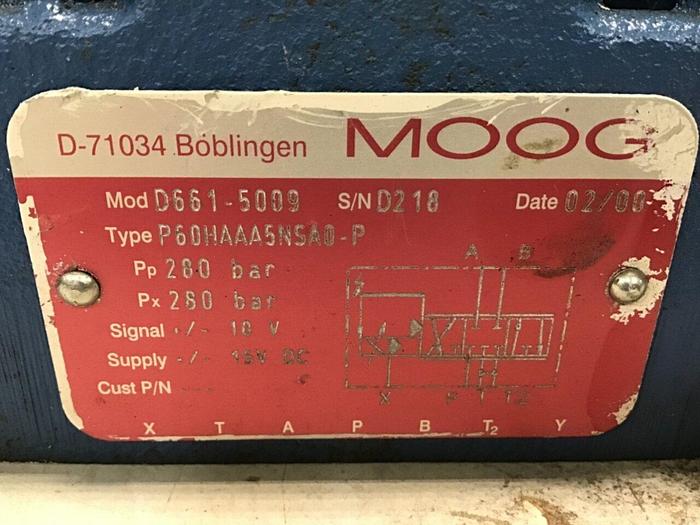 D-71034 Böblingen MOOG
Mod D661-5009 S/N D218 Date 02/00
Type P60HAAA5NSA0-P
Pp 280 bar
Px 280 bar
Signal +/- 10 V
Supply -/- 15V DC
Cust P/N ---
A B
X P T2
X T A P B T₂ Y